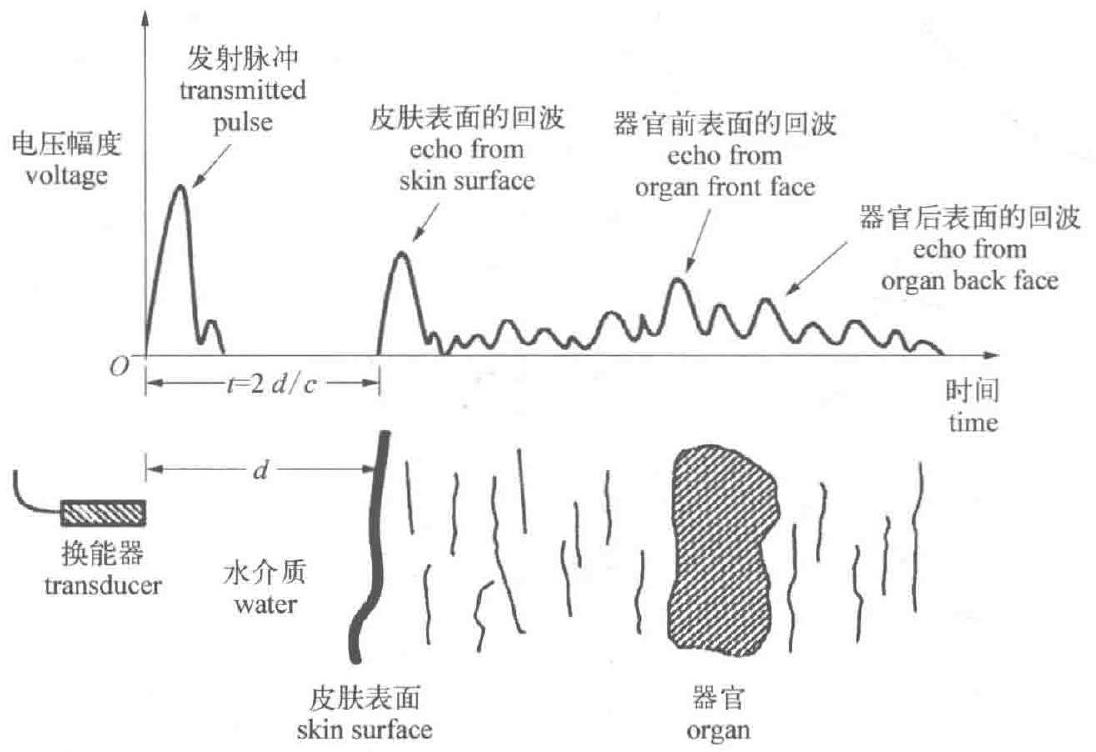 发射脉冲
transmitted
pulse
电压幅度
voltage
皮肤表面的回波
echo from
skin surface
器官前表面的回波
echo from
organ front face
器官后表面的回波
echo from
organ back face
O
t=2 d/c
时间
time
d
换能器
transducer
水介质
water
皮肤表面
skin surface
器官
organ